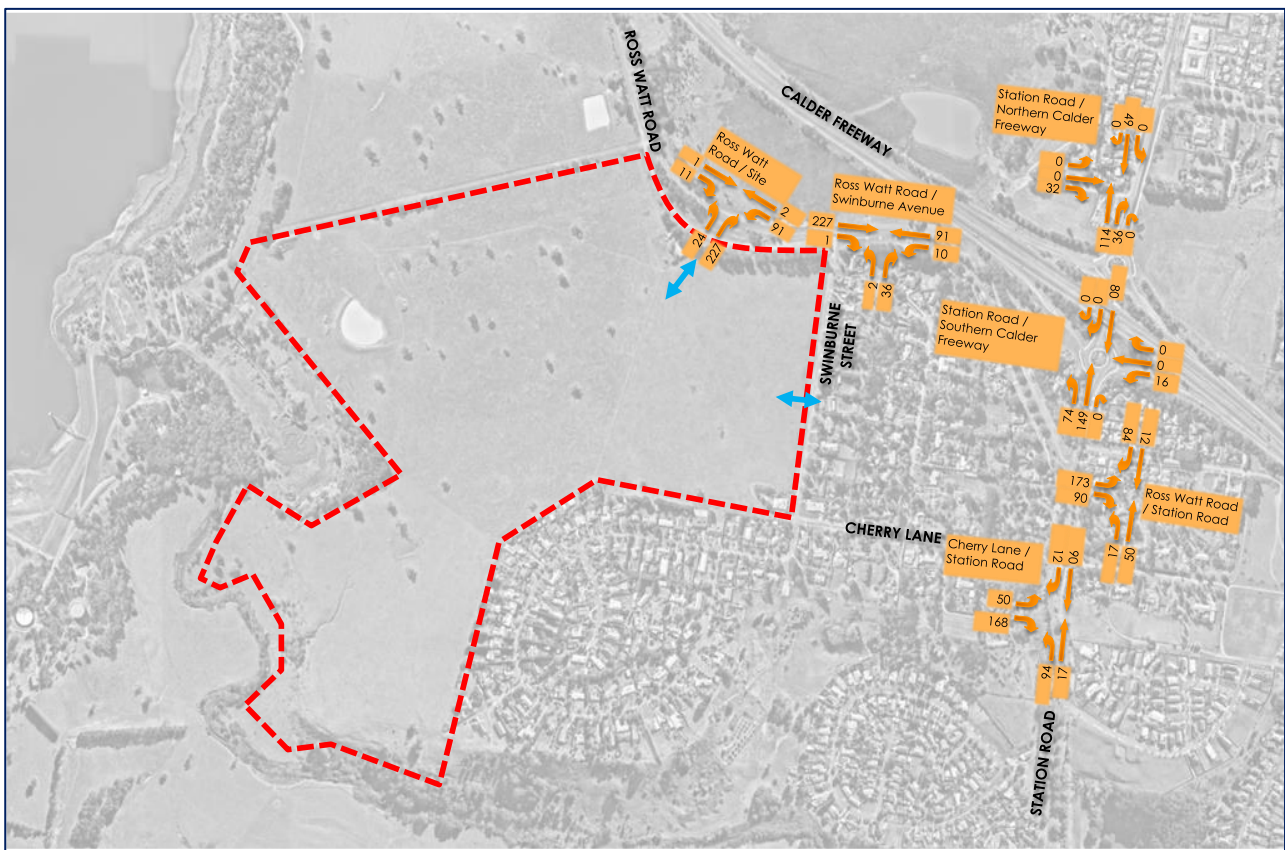 ROSS WATT ROAD
CALDER FREEWAY
Station Road /
Northern Calder
Freeway
0
49
0
0
0
32
114
36
0
Ross Watt
Road / Site
1
11
2
91
24
227
Ross Watt Road /
Swinburne Avenue
227
1
91
10
2
36
SWINBURNE
STREET
Station Road /
Southern Calder
Freeway
0
0
80
0
0
16
74
149
0
84
12
173
90
Ross Watt Road
/ Station Road
17
50
CHERRY LANE
Cherry Lane /
Station Road
12
90
50
168
94
17
STATION ROAD